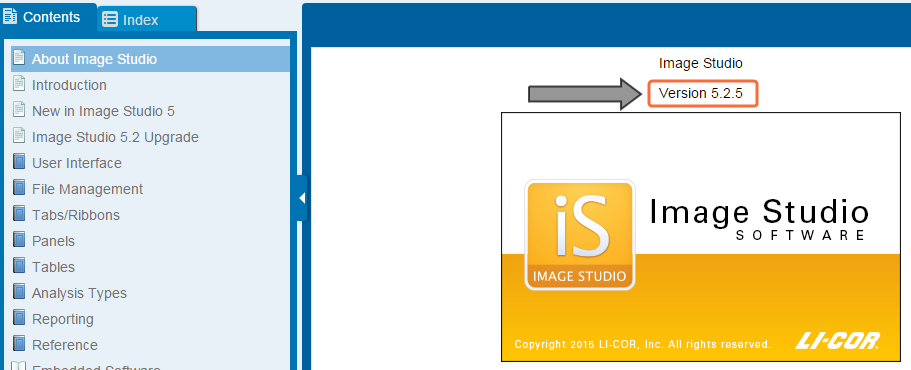 Contents
Index
About Image Studio
Introduction
New in Image Studio 5
Image Studio 5.2 Upgrade
User Interface
File Management
Tabs/Ribbons
Panels
Tables
Analysis Types
Reporting
Reference
Embedded Software
Image Studio
Version 5.2.5
iS
IMAGE STUDIO
Image Studio
SOFTWARE
Copyright 2015 LI-COR, Inc. All rights reserved.
LI-COR